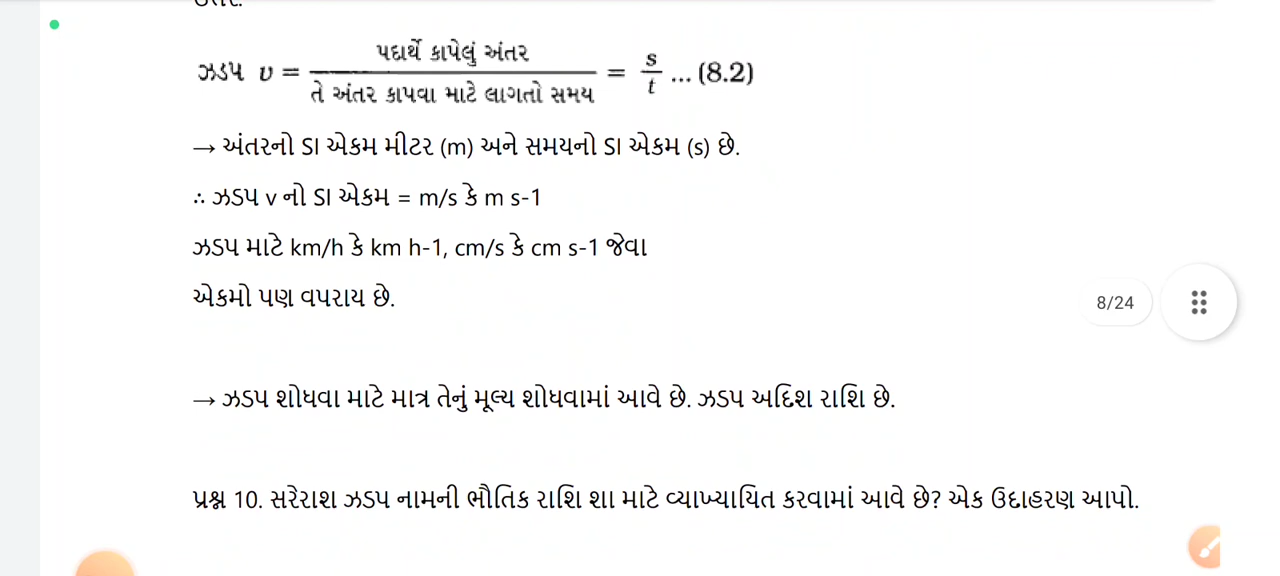 ઉત્તર:
ઝડપ v = પદાર્થે કાપેલું અંતર / તે અંતર કાપવા માટે લાગતો સમય = s/t ... (8.2)
→ અંતરનો SI એકમ મીટર (m) અને સમયનો SI એકમ (s) છે.
∴ ઝડપ v નો SI એકમ = m/s કે m s-1
ઝડપ માટે km/h કે km h-1, cm/s કે cm s-1 જેવા
એકમો પણ વપરાય છે.
8/24
→ ઝડપ શોધવા માટે માત્ર તેનું મૂલ્ય શોધવામાં આવે છે. ઝડપ અદિશ રાશિ છે.
પ્રશ્ન 10. સરેરાશ ઝડપ નામની ભૌતિક રાશિ શા માટે વ્યાખ્યાયિત કરવામાં આવે છે? એક ઉદાહરણ આપો.